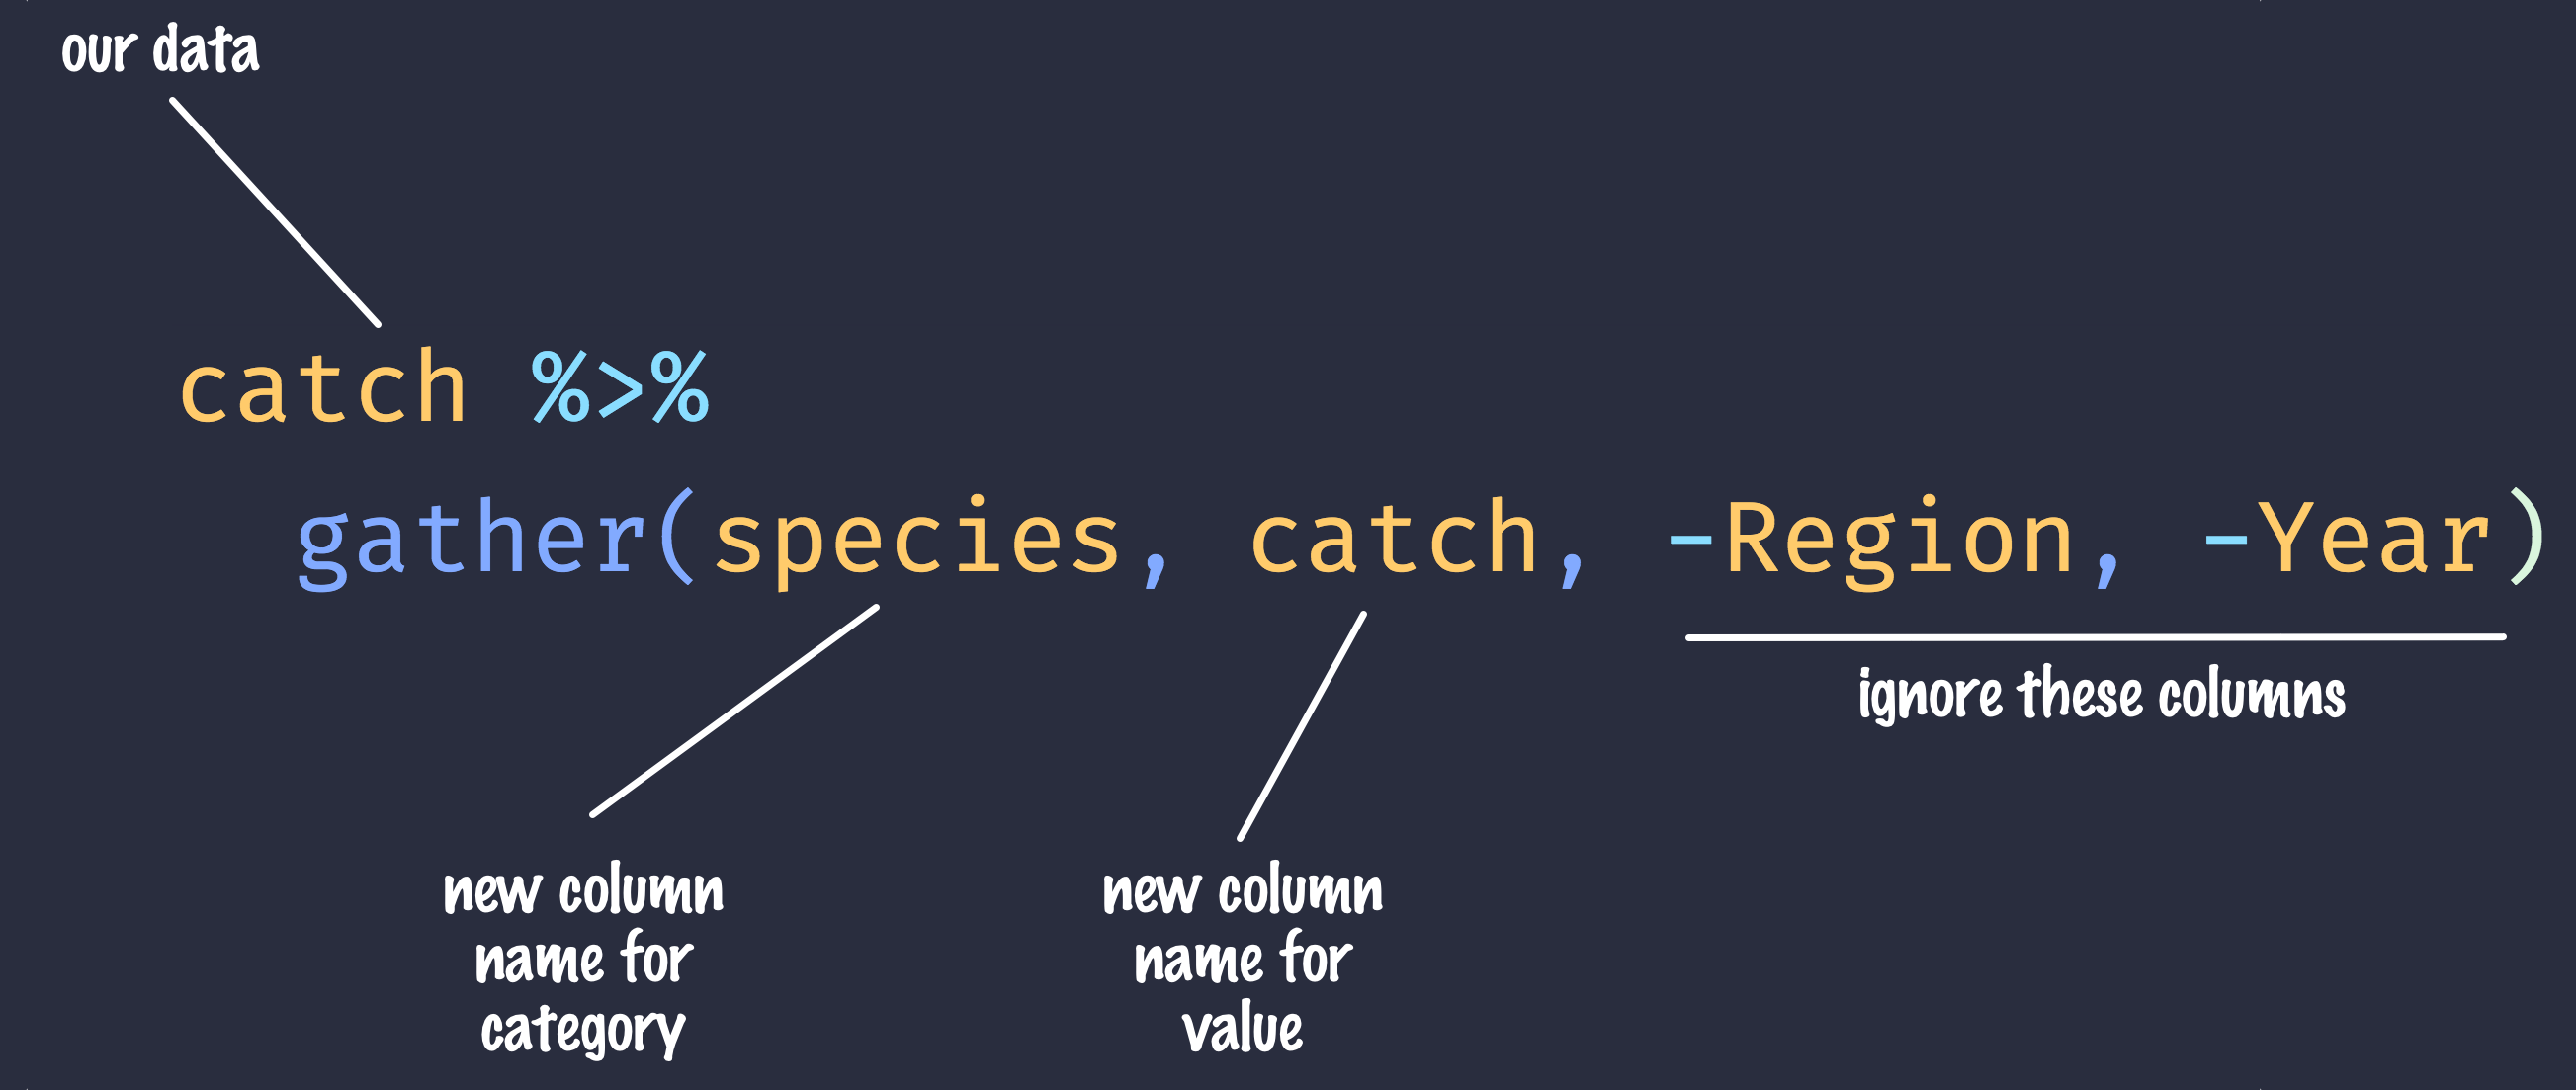 our data
catch %>%
gather(species, catch, -Region, -Year)
ignore these columns
new column
name for
category
new column
name for
value